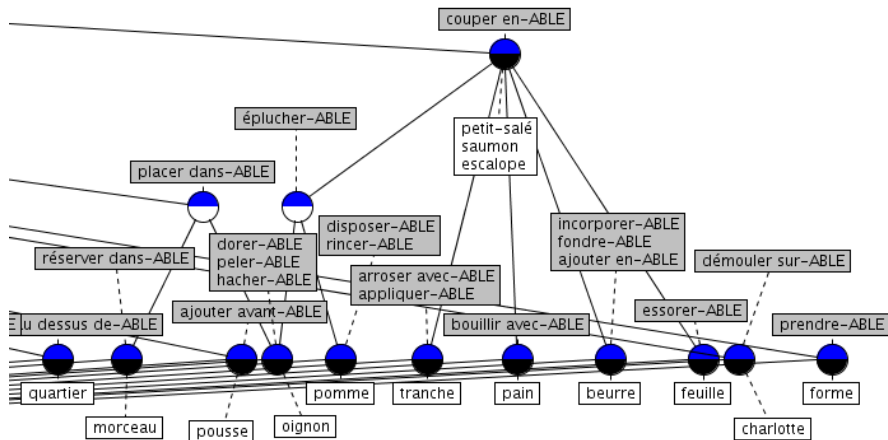 couper en-ABLE
éplucher-ABLE
petit-salé
saumon
escalope
placer dans-ABLE
disposer-ABLE
rincer-ABLE
incorporer-ABLE
fondre-ABLE
ajouter en-ABLE
dorer-ABLE
peler-ABLE
hacher-ABLE
réserver dans-ABLE
arroser avec-ABLE
appliquer-ABLE
démouler sur-ABLE
essorer-ABLE
ajouter avant-ABLE
E
u dessus de-ABLE
bouillir avec-ABLE
prendre-ABLE
quartier
pomme
tranche
pain
beurre
feuille
forme
morceau
pousse
oignon
charlotte